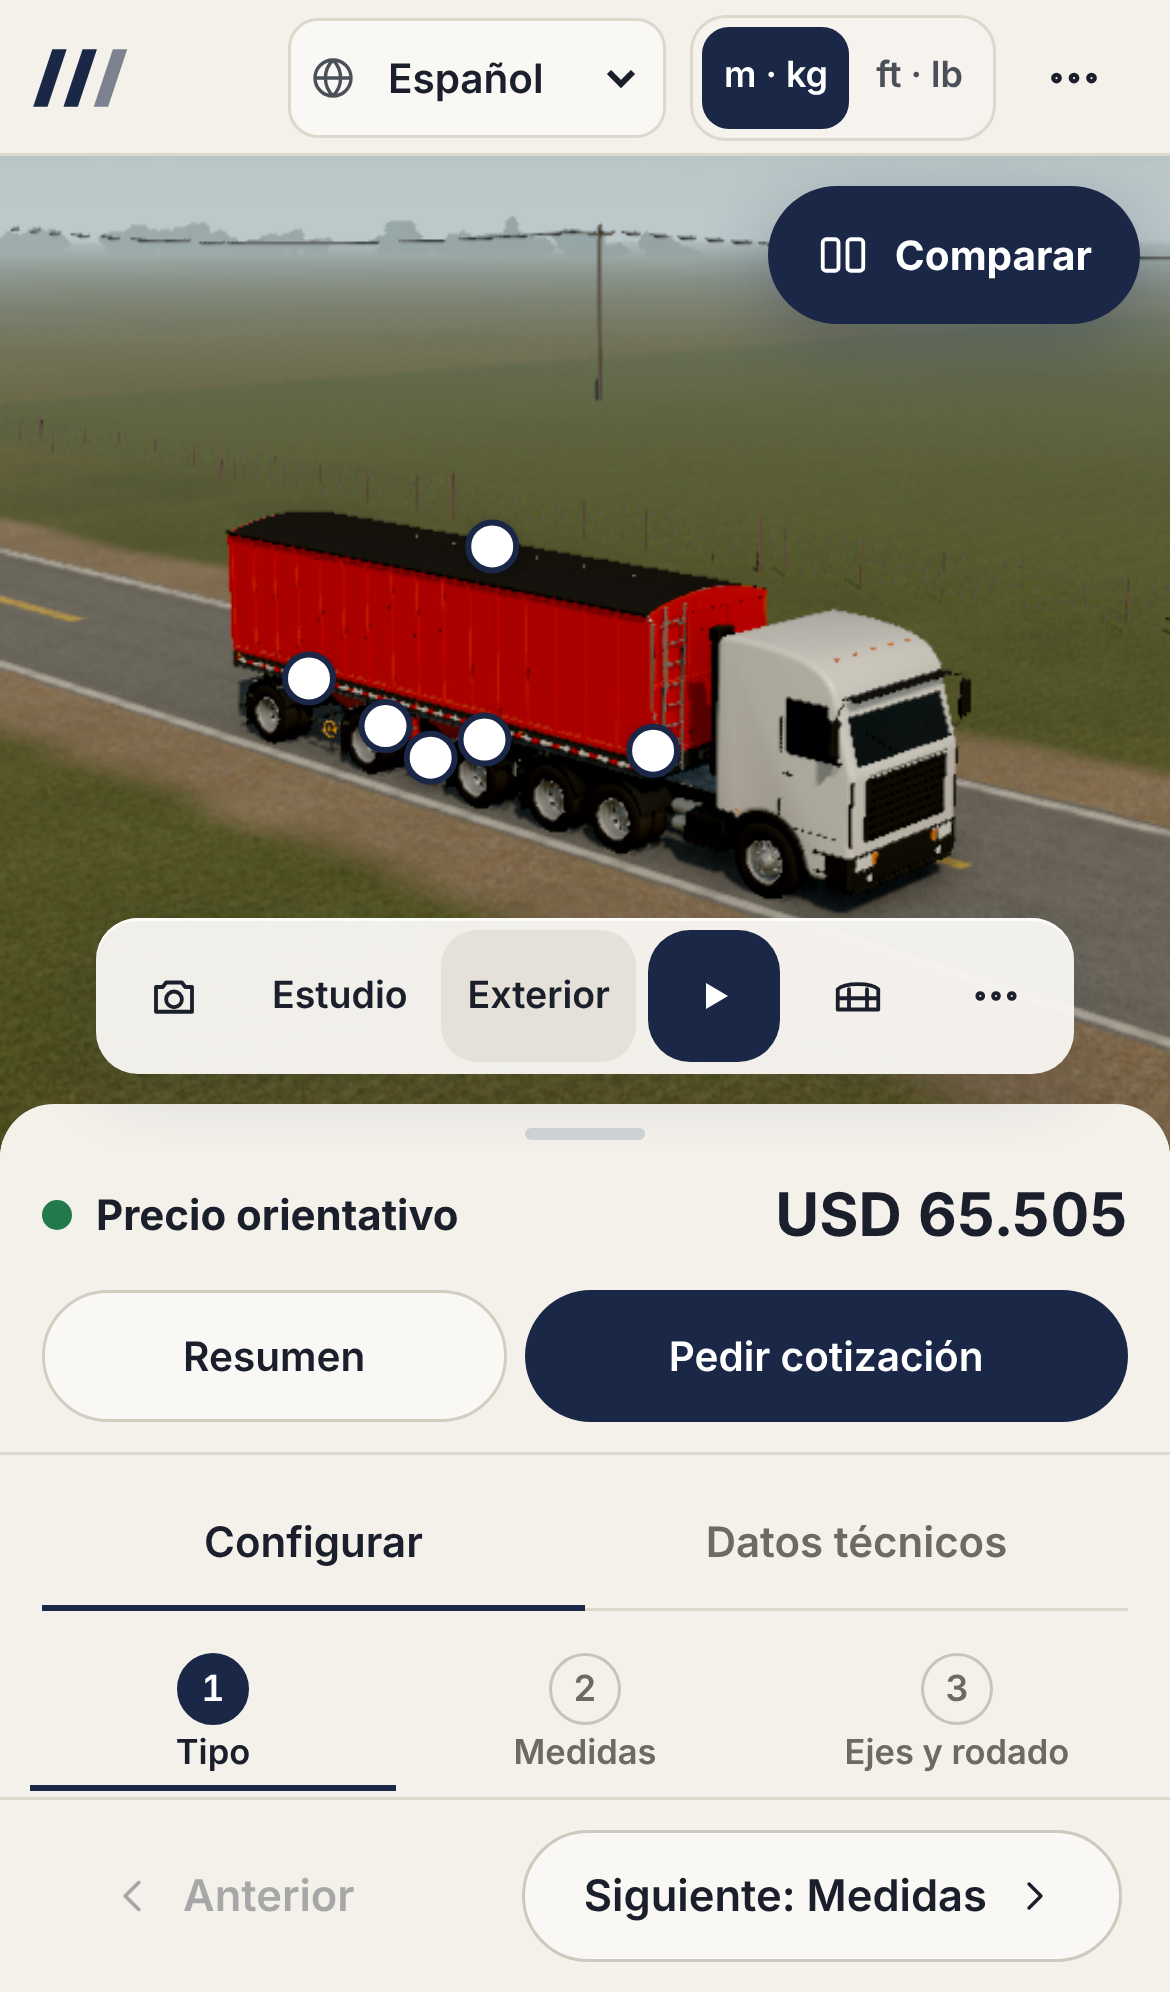 Español
m · kg
ft · lb
Comparar
Estudio
Exterior
Precio orientativo
USD 65.505
Resumen
Pedir cotización
Configurar
Datos técnicos
1
Tipo
2
Medidas
3
Ejes y rodado
Anterior
Siguiente: Medidas